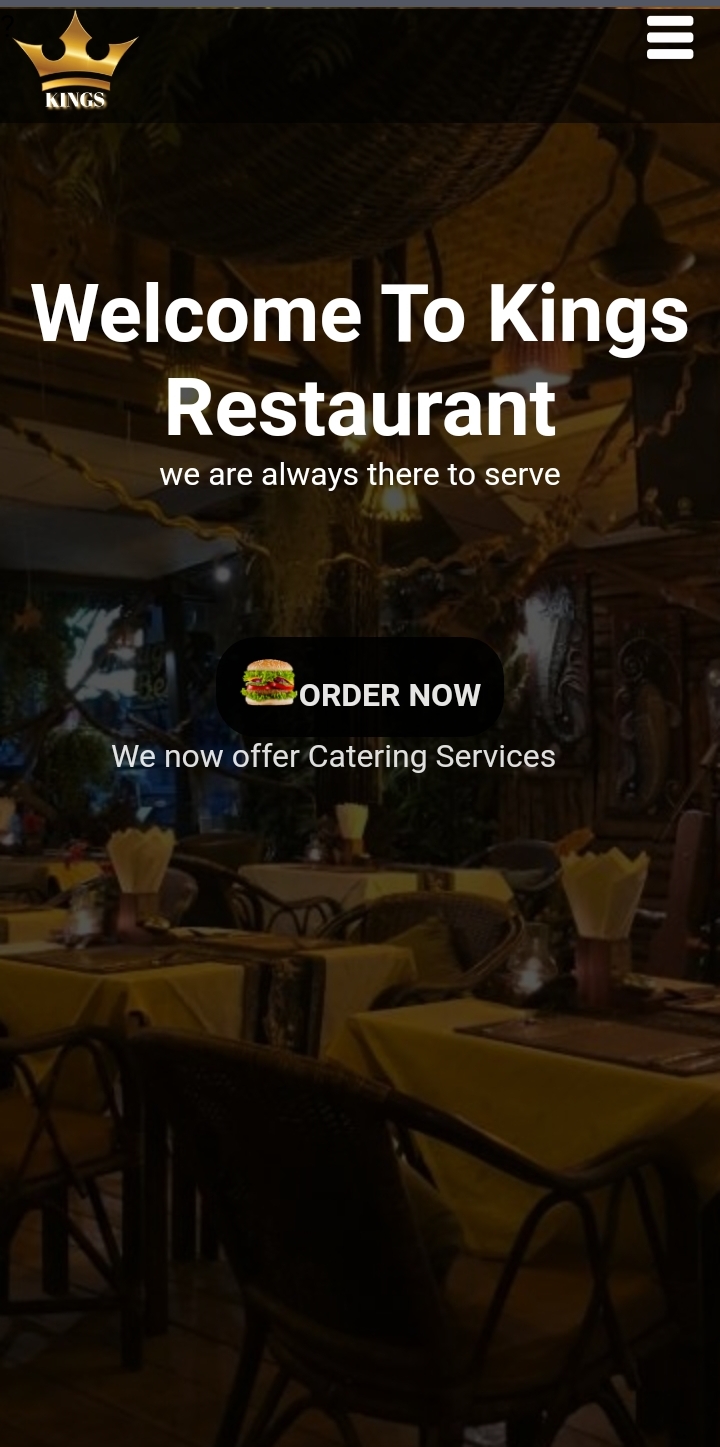 KINGS
Welcome To Kings
Restaurant
we are always there to serve
ORDER NOW
We now offer Catering Services